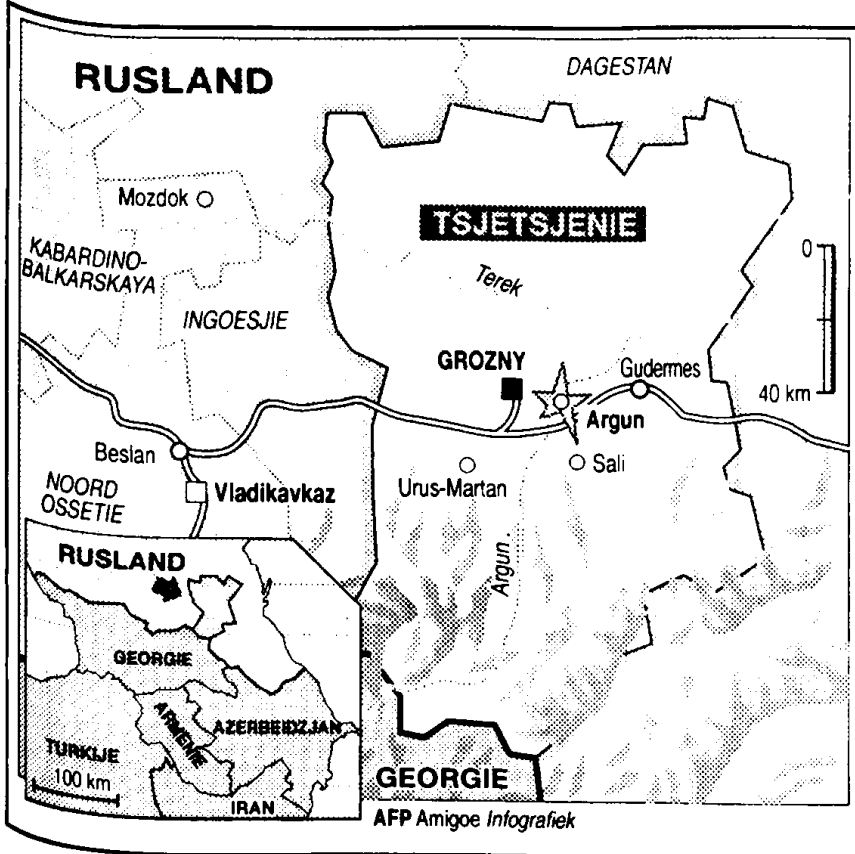 RUSLAND
DAGESTAN
Mozdok
TSJETSJENIE
KABARDINO-
BALKARSKAYA
0
Terek
INGOESJIE
GROZNY
Gudermes
40 km
Argun
Beslan
Sali
Urus-Martan
NOORD
OSSETIE
Vladikavkaz
Argun
RUSLAND
GEORGIE
ARMENIE
AZERBEIDZJAN
TURKIJE
100 km
IRAN
GEORGIE
AFP Amigoe Infografiek